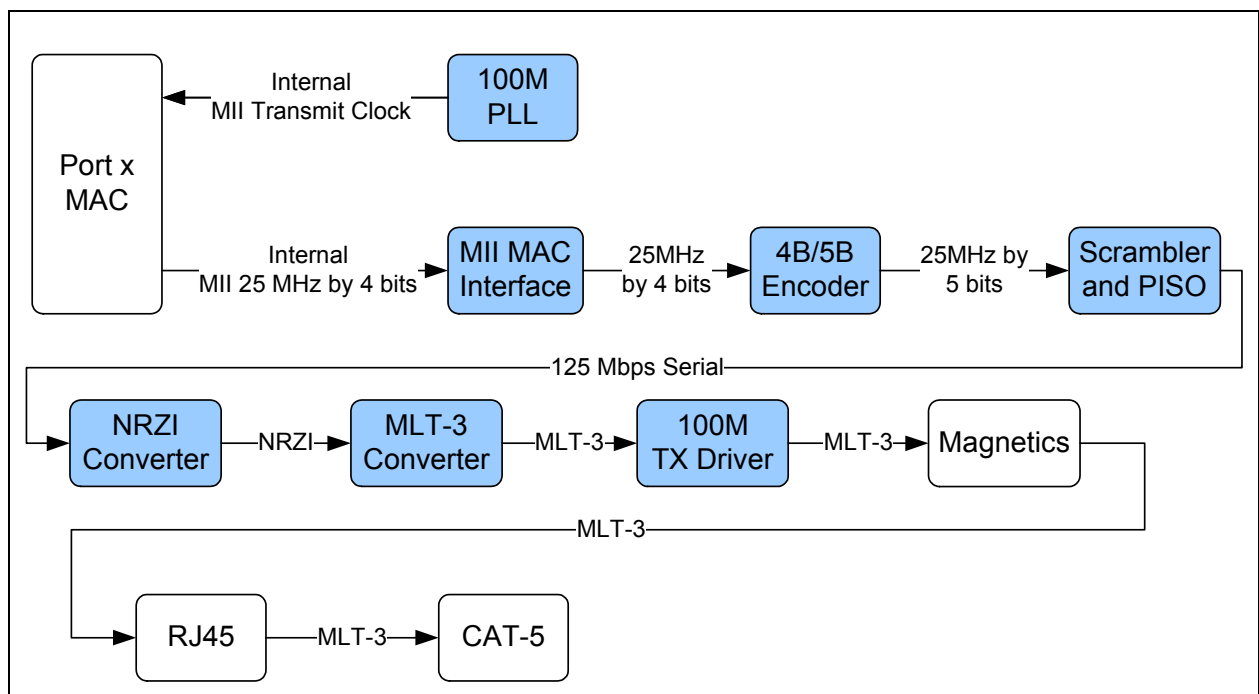 Internal
MII Transmit Clock
100M
PLL
Port x
MAC
Internal
MII 25 MHz by 4 bits
MII MAC
Interface
25MHz
by 4 bits
4B/5B
Encoder
25MHz by
5 bits
Scrambler
and PISO
125 Mbps Serial
NRZI
Converter
NRZI
MLT-3
Converter
MLT-3
100M
TX Driver
MLT-3
Magnetics
MLT-3
RJ45
MLT-3
CAT-5